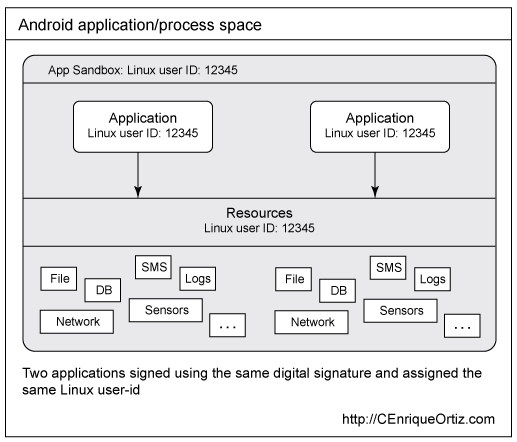 Android application/process space
App Sandbox: Linux user ID: 12345
Application
Linux user ID: 12345
Application
Linux user ID: 12345
Resources
Linux user ID: 12345
File
DB
SMS
Logs
Network
Sensors
...
File
DB
SMS
Logs
Network
Sensors
...
Two applications signed using the same digital signature and assigned the
same Linux user-id
http://CEnriqueOrtiz.com